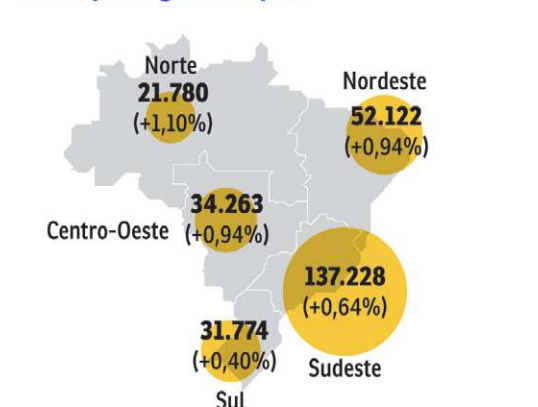 Norte
21.780
(+1,10%)
Nordeste
52.122
(+0,94%)
Centro-Oeste
34.263
(+0,94%)
137.228
(+0,64%)
Sudeste
31.774
(+0,40%)
Sul